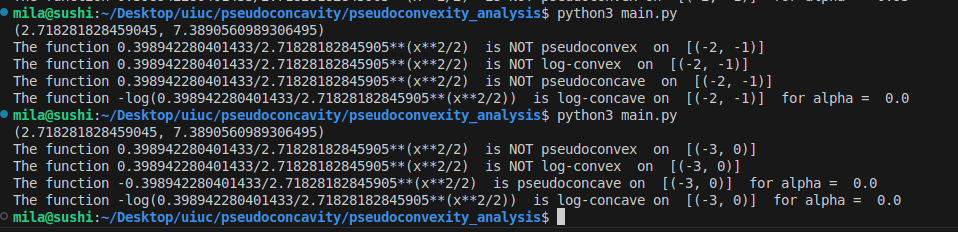 mila@sushi:~/Desktop/uiuc/pseudoconcavity/pseudoconvexity_analysis$ python3 main.py
(2.718281828459045, 7.3890560989306495)
The function 0.398942280401433/2.71828182845905**(x**2/2)  is NOT pseudoconvex  on  [(-2, -1)]
The function 0.398942280401433/2.71828182845905**(x**2/2)  is NOT log-convex  on  [(-2, -1)]
The function 0.398942280401433/2.71828182845905**(x**2/2)  is NOT pseudoconcave  on  [(-2, -1)]
The function -log(0.398942280401433/2.71828182845905**(x**2/2))  is log-concave on  [(-2, -1)]  for alpha =  0.0
mila@sushi:~/Desktop/uiuc/pseudoconcavity/pseudoconvexity_analysis$ python3 main.py
(2.718281828459045, 7.3890560989306495)
The function 0.398942280401433/2.71828182845905**(x**2/2)  is NOT pseudoconvex  on  [(-3, 0)]
The function 0.398942280401433/2.71828182845905**(x**2/2)  is NOT log-convex  on  [(-3, 0)]
The function -0.398942280401433/2.71828182845905**(x**2/2)  is pseudoconcave on  [(-3, 0)]  for alpha =  0.0
The function -log(0.398942280401433/2.71828182845905**(x**2/2))  is log-concave on  [(-3, 0)]  for alpha =  0.0
mila@sushi:~/Desktop/uiuc/pseudoconcavity/pseudoconvexity_analysis$